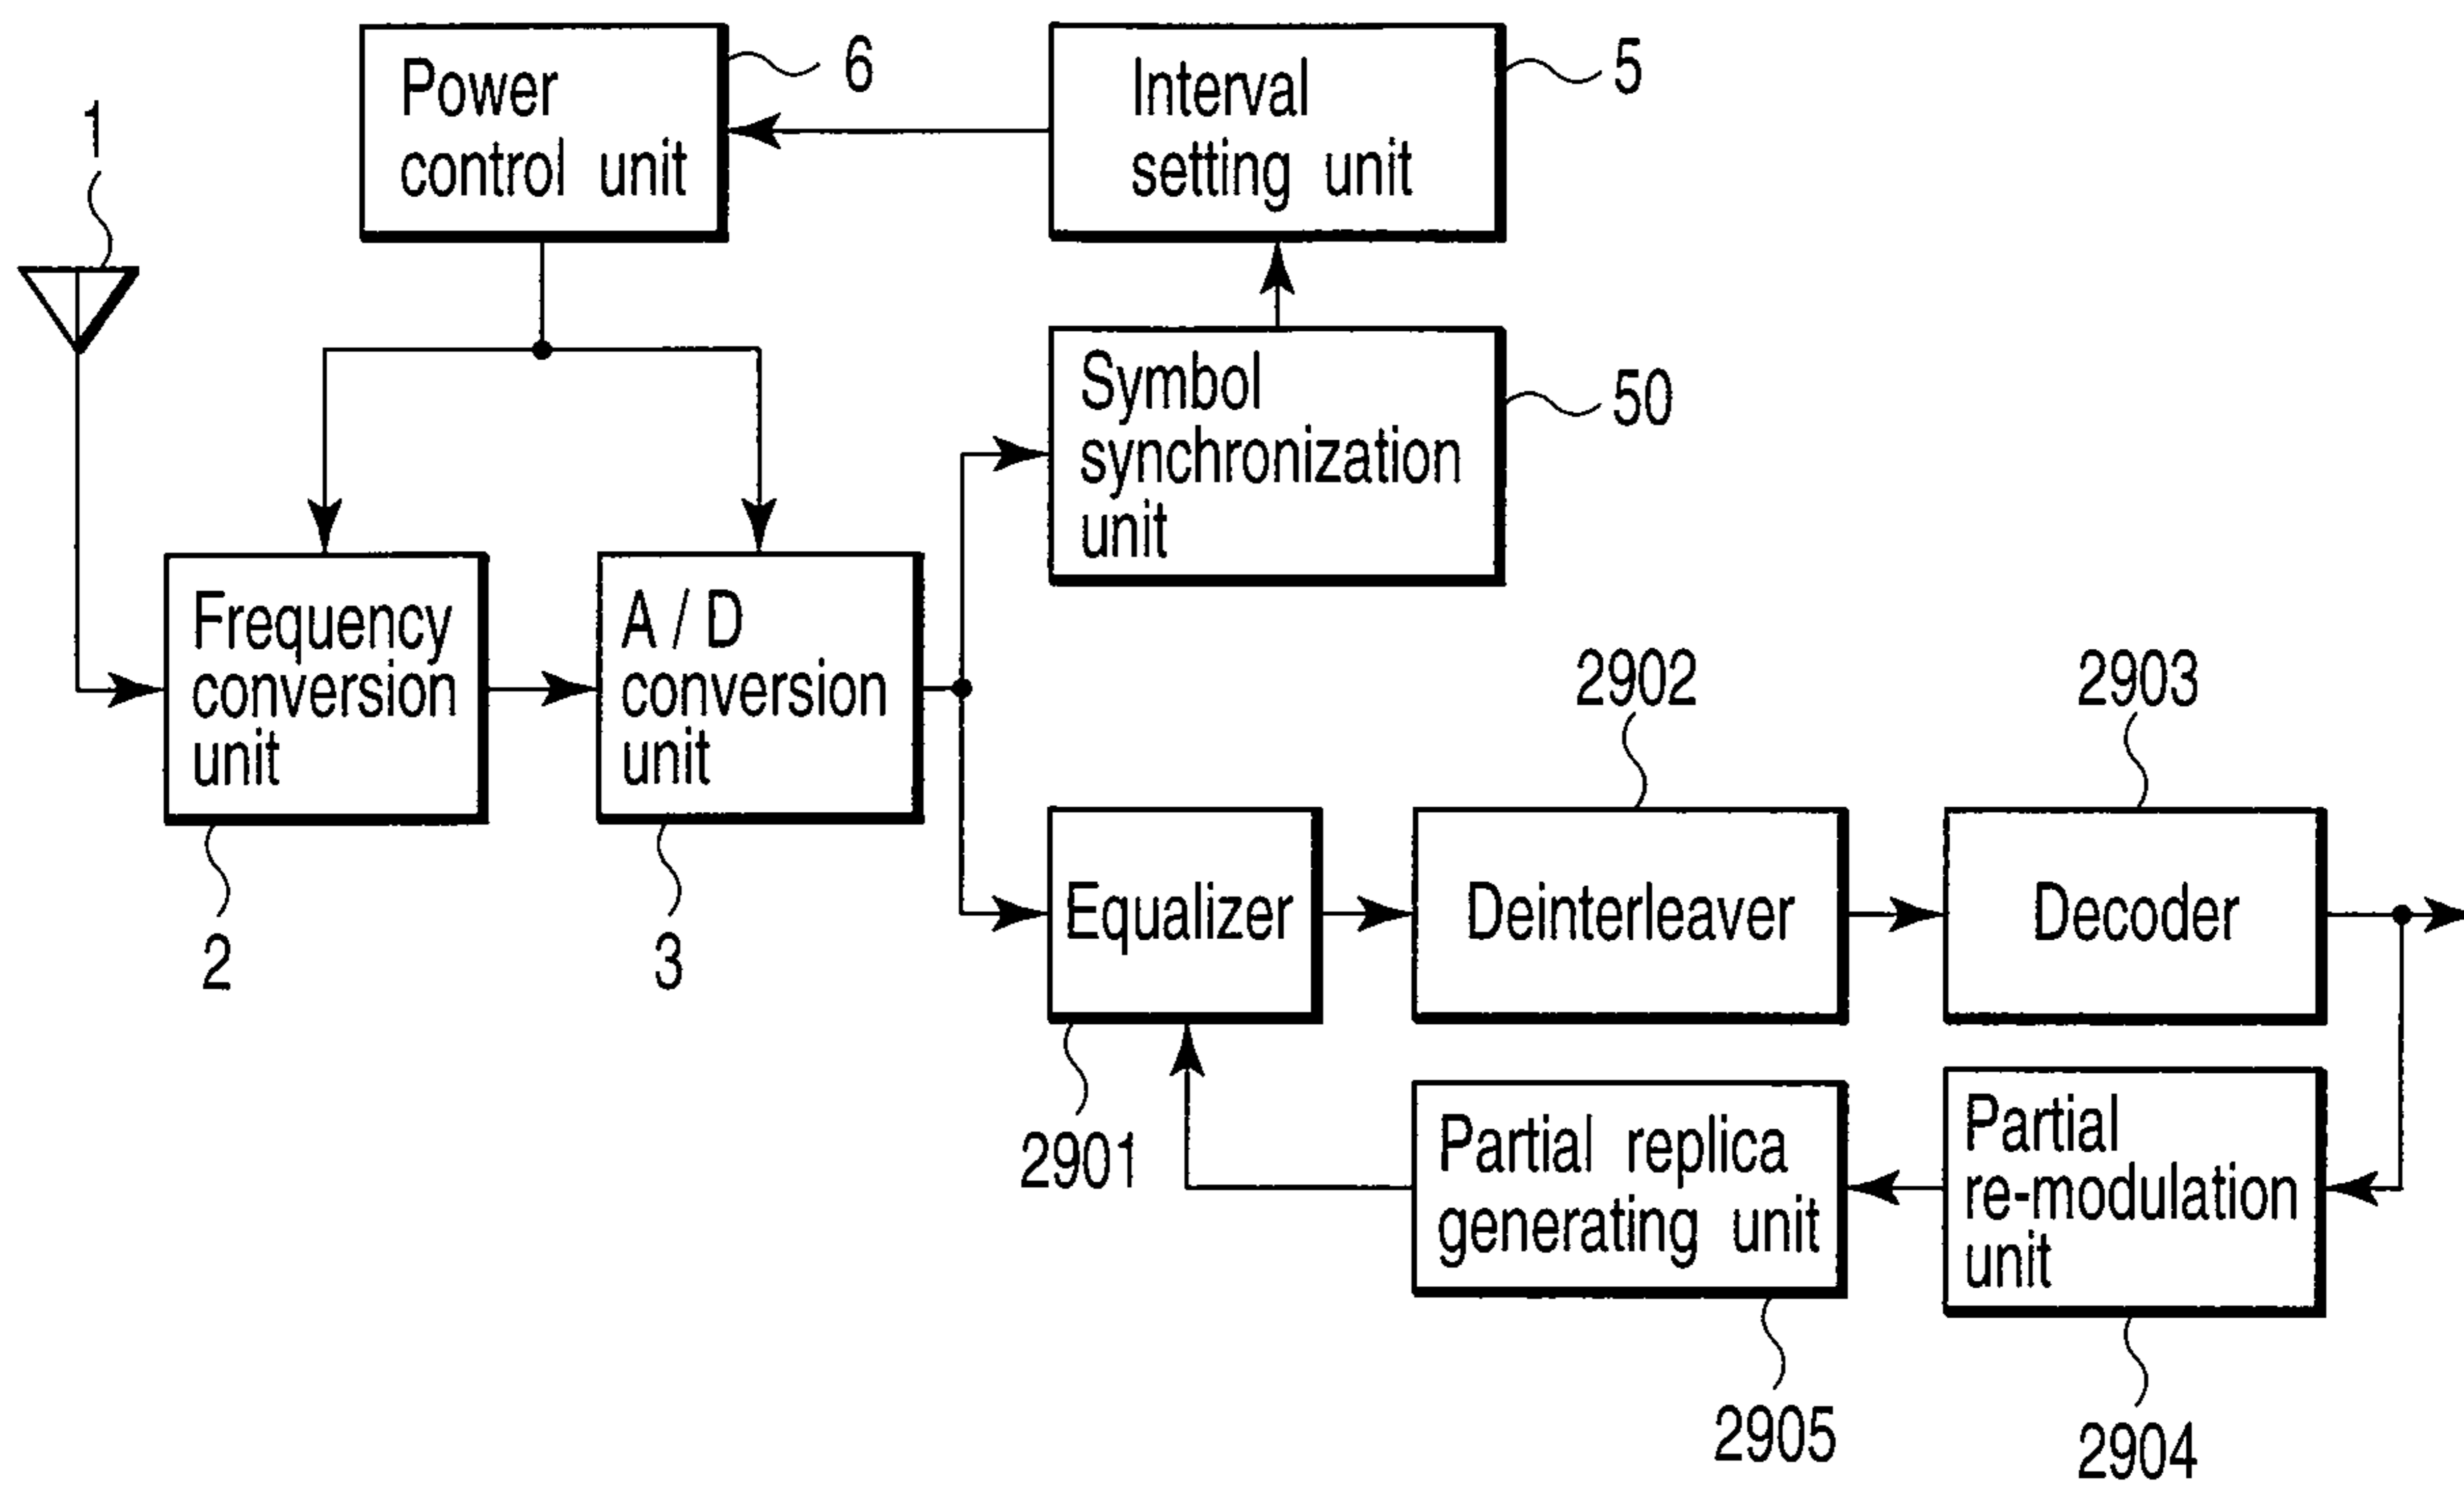 Power
control unit
6
Interval
setting unit
5
1
Symbol
synchronization
unit
50
Frequency
conversion
unit
2
A / D
conversion
unit
3
2902
2903
Equalizer
Deinterleaver
Decoder
2901
Partial replica
generating unit
2905
Partial
re-modulation
unit
2904